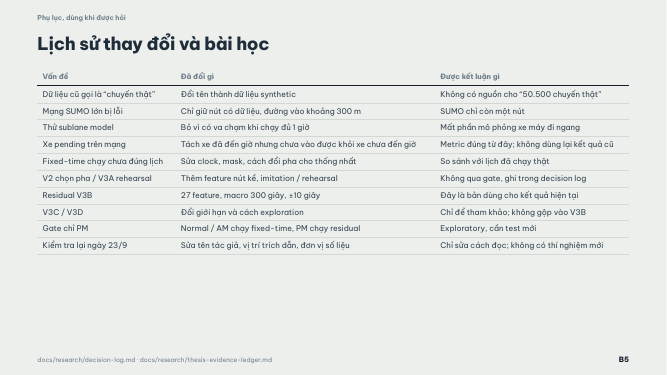 Phụ lục, dùng khi được hỏi
Lịch sử thay đổi và bài học
Vấn đề Đã đổi gì Được kết luận gì
Dữ liệu cũ gọi là “chuyến thật” Đổi tên thành dữ liệu synthetic Không có nguồn cho “50.500 chuyến thật”
Mạng SUMO lớn bị lỗi Chỉ giữ nút có dữ liệu, đường vào khoảng 300 m SUMO chỉ còn một nút
Thử sublane model Bỏ vì có va chạm khi chạy đủ 1 giờ Mất phần mô phỏng xe máy đi ngang
Xe pending trên mạng Tách xe đã đến giờ nhưng chưa vào được khỏi xe chưa đến giờ Metric đúng từ đây; không dùng lại kết quả cũ
Fixed-time chạy chưa đúng lịch Sửa clock, mask, cách đổi pha cho thống nhất So sánh với lịch đã chạy thật
V2 chọn pha / V3A rehearsal Thêm feature nút kề, imitation / rehearsal Không qua gate, ghi trong decision log
Residual V3B 27 feature, macro 300 giây, ±10 giây Đây là bản dùng cho kết quả hiện tại
V3C / V3D Đổi giới hạn và cách exploration Chỉ để tham khảo; không gộp vào V3B
Gate chỉ PM Normal / AM chạy fixed-time, PM chạy residual Exploratory, cần test mới
Kiểm tra lại ngày 23/9 Sửa tên tác giả, vị trí trích dẫn, đơn vị số liệu Chỉ sửa cách đọc; không có thí nghiệm mới
docs/research/decision-log.md · docs/research/thesis-evidence-ledger.md B5